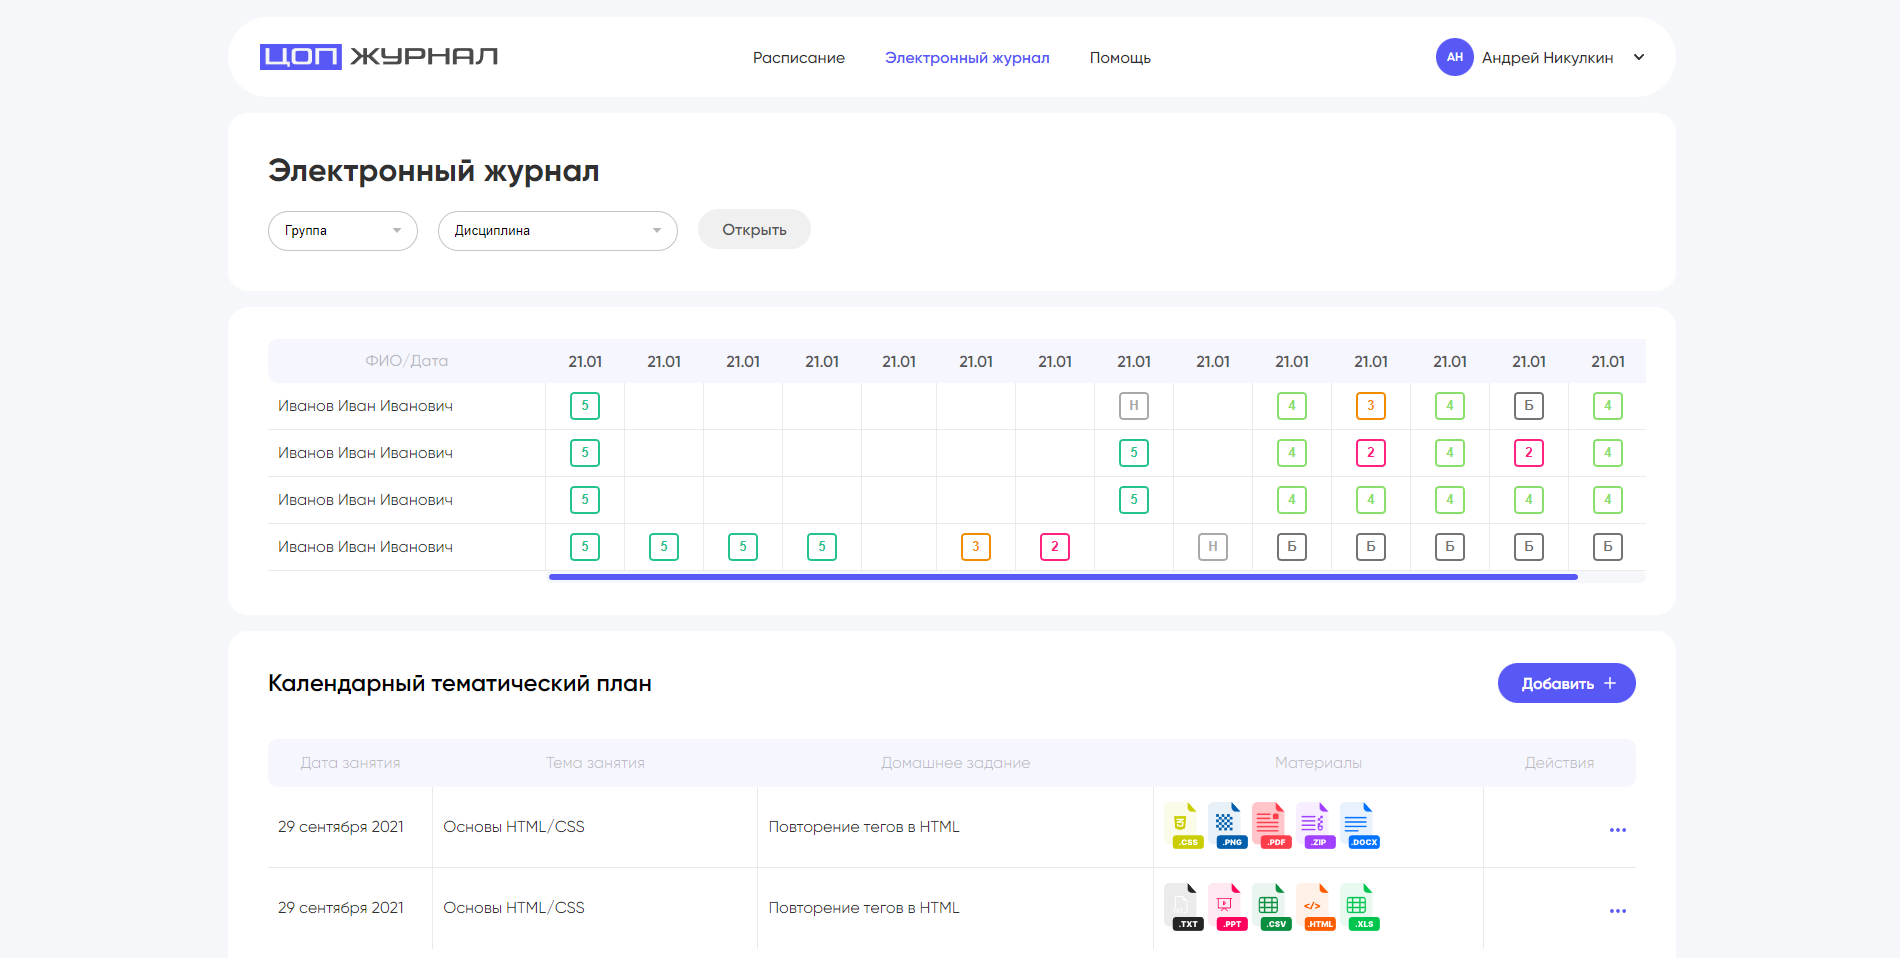 ЦОП ЖУРНАЛ
Расписание
Электронный журнал
Помощь
АН
Андрей Никулкин
Электронный журнал
Группа
Дисциплина
Открыть
ФИО/Дата 21.01 21.01 21.01 21.01 21.01 21.01 21.01 21.01 21.01 21.01 21.01 21.01 21.01 21.01
Иванов Иван Иванович 5 Н 4 3 4 Б 4
Иванов Иван Иванович 5 5 4 2 4 2 4
Иванов Иван Иванович 5 5 4 4 4 4 4
Иванов Иван Иванович 5 5 5 5 3 2 Н Б Б Б Б Б
Календарный тематический план
Добавить +
Дата занятия Тема занятия Домашнее задание Материалы Действия
29 сентября 2021 Основы HTML/CSS Повторение тегов в HTML .CSS .PNG .PDF .ZIP .DOCX
29 сентября 2021 Основы HTML/CSS Повторение тегов в HTML .TXT .PPT .CSV .HTML .XLS